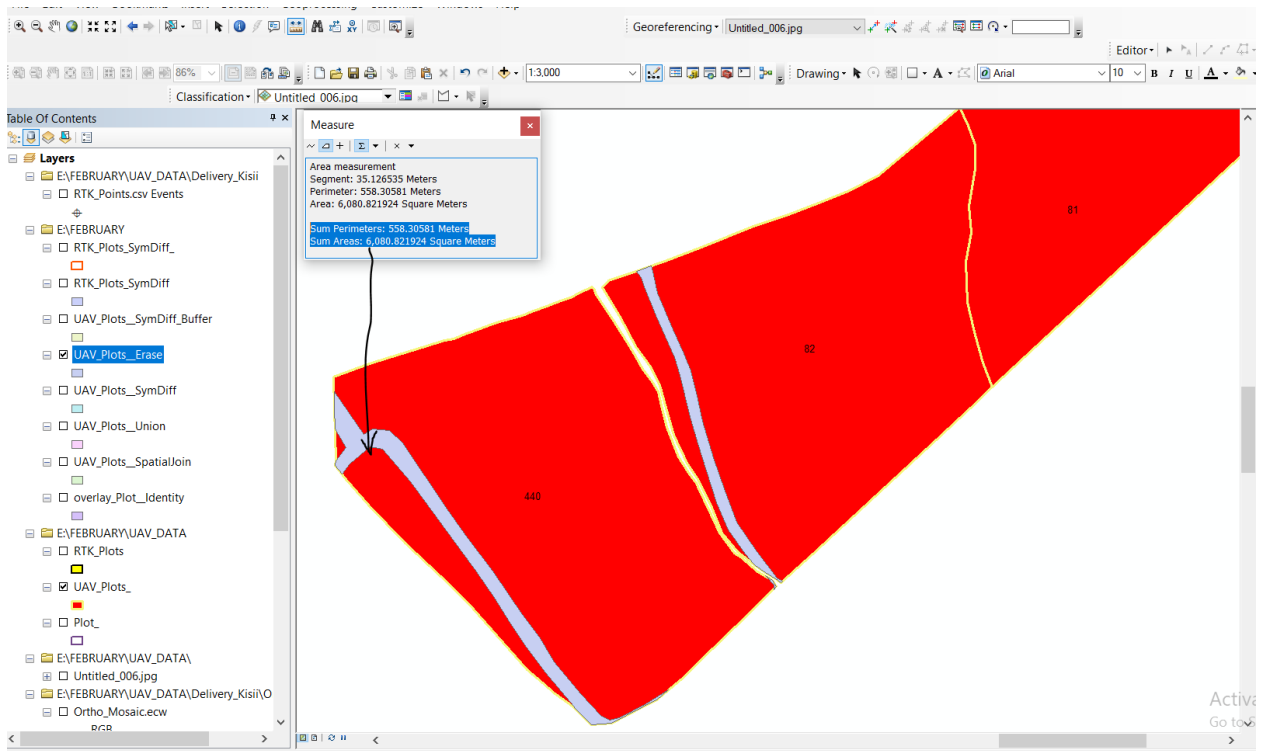 Georeferencing
Untitled_006.jpg
Editor
86%
1:3,000
Drawing
A
Arial
10
B I U A
Classification
Untitled_006.jpg
Table Of Contents
Layers
E:\FEBRUARY\UAV_DATA\Delivery_Kisii
RTK_Points.csv Events
E:\FEBRUARY
RTK_Plots_SymDiff_
RTK_Plots_SymDiff
UAV_Plots__SymDiff_Buffer
UAV_Plots__Erase
UAV_Plots__SymDiff
UAV_Plots__Union
UAV_Plots__SpatialJoin
overlay_Plot__Identity
E:\FEBRUARY\UAV_DATA
RTK_Plots
UAV_Plots_
Plot_
E:\FEBRUARY\UAV_DATA\
Untitled_006.jpg
E:\FEBRUARY\UAV_DATA\Delivery_Kisii\O
Ortho_Mosaic.ecw
RGB
Measure
Area measurement
Segment: 35.126535 Meters
Perimeter: 558.30581 Meters
Area: 6,080.821924 Square Meters
Sum Perimeters: 558.30581 Meters
Sum Areas: 6,080.821924 Square Meters
81
82
440
Activa
Go to S